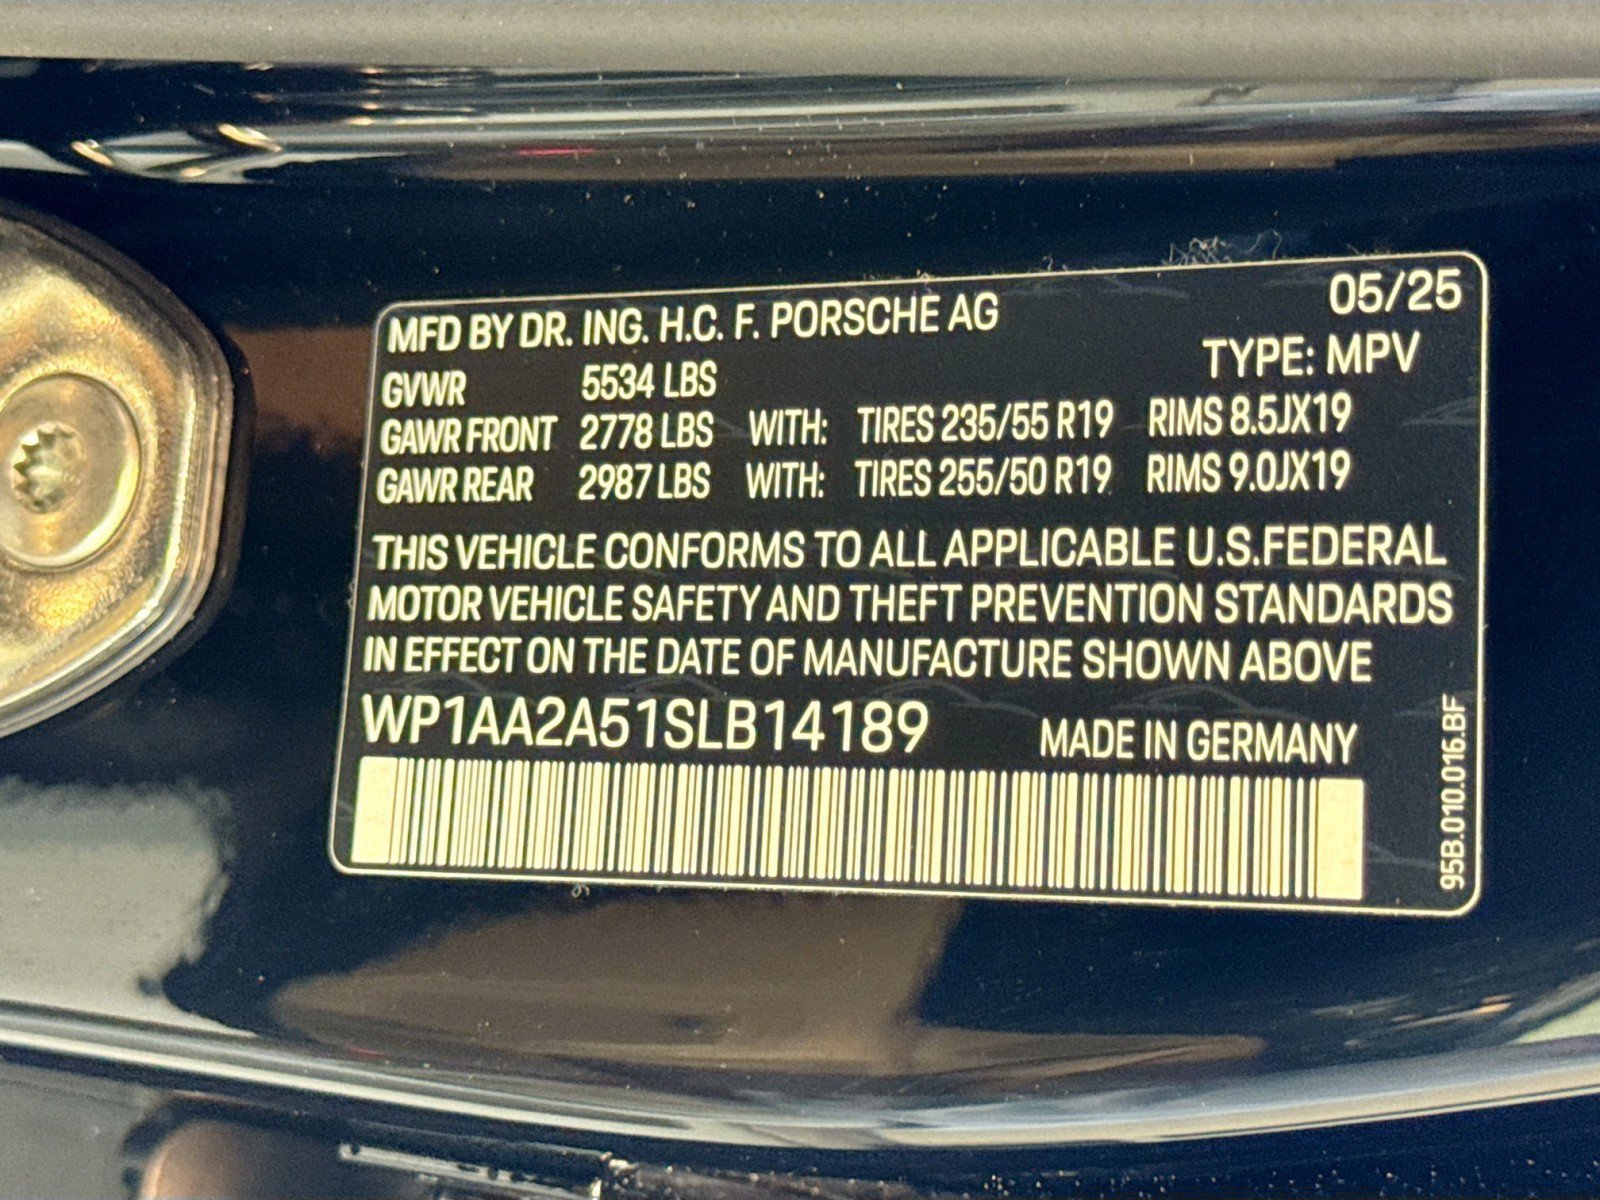 MFD BY DR. ING. H.C. F. PORSCHE AG 05/25
TYPE: MPV
GVWR 5534 LBS
GAWR FRONT 2778 LBS WITH: TIRES 235/55 R19 RIMS 8.5JX19
GAWR REAR 2987 LBS WITH: TIRES 255/50 R19 RIMS 9.0JX19
THIS VEHICLE CONFORMS TO ALL APPLICABLE U.S.FEDERAL
MOTOR VEHICLE SAFETY AND THEFT PREVENTION STANDARDS
IN EFFECT ON THE DATE OF MANUFACTURE SHOWN ABOVE
WP1AA2A51SLB14189 MADE IN GERMANY
95B.010.016.BF